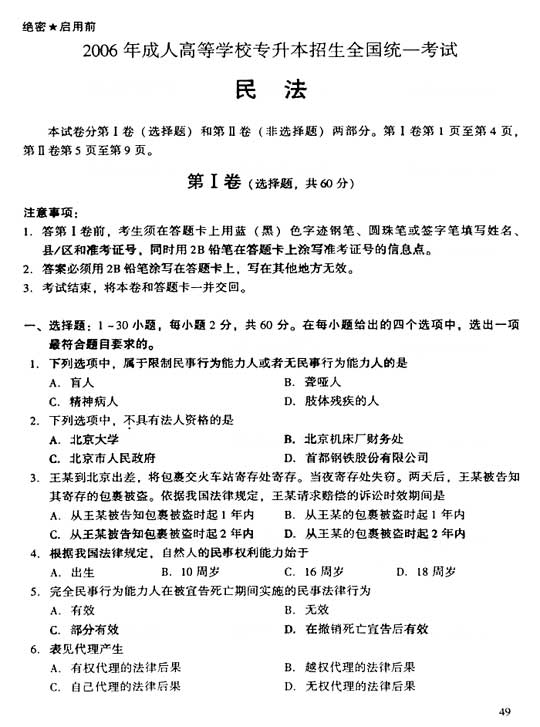 绝密★启用前
2006 年成人高等学校专升本招生全国统一考试
民 法
本试卷分第Ⅰ卷（选择题）和第Ⅱ卷（非选择题）两部分。第Ⅰ卷第 1 页至第 4 页，
第Ⅱ卷第 5 页至第 9 页。
第Ⅰ卷（选择题，共 60 分）
注意事项：
1. 答第Ⅰ卷前，考生须在答题卡上用蓝（黑）色字迹钢笔、圆珠笔或签字笔填写姓名、
县/区和准考证号，同时用 2B 铅笔在答题卡上涂写准考证号的信息点。
2. 答案必须用 2B 铅笔涂写在答题卡上，写在其他地方无效。
3. 考试结束，将本卷和答题卡一并交回。
一、选择题：1～30 小题，每小题 2 分，共 60 分。在每小题给出的四个选项中，选出一项
最符合题目要求的。
1. 下列选项中，属于限制民事行为能力人或者无民事行为能力人的是
A. 盲人 B. 聋哑人
C. 精神病人 D. 肢体残疾的人
2. 下列选项中，不具有法人资格的是
A. 北京大学 B. 北京机床厂财务处
C. 北京市人民政府 D. 首都钢铁股份有限公司
3. 王某到北京出差，将包裹交火车站寄存处寄存。当夜寄存处失窃。两天后，王某被告知
其寄存的包裹被盗。依据我国法律规定，王某请求赔偿的诉讼时效期间是
A. 从王某被告知包裹被盗时起 1 年内 B. 从王某的包裹被盗时起 1 年内
C. 从王某被告知包裹被盗时起 2 年内 D. 从王某的包裹被盗时起 2 年内
4. 根据我国法律规定，自然人的民事权利能力始于
A. 出生 B. 10 周岁 C. 16 周岁 D. 18 周岁
5. 完全民事行为能力人在被宣告死亡期间实施的民事法律行为
A. 有效 B. 无效
C. 部分有效 D. 在撤销死亡宣告后有效
6. 表见代理产生
A. 有权代理的法律后果 B. 越权代理的法律后果
C. 自己代理的法律后果 D. 无权代理的法律后果
49